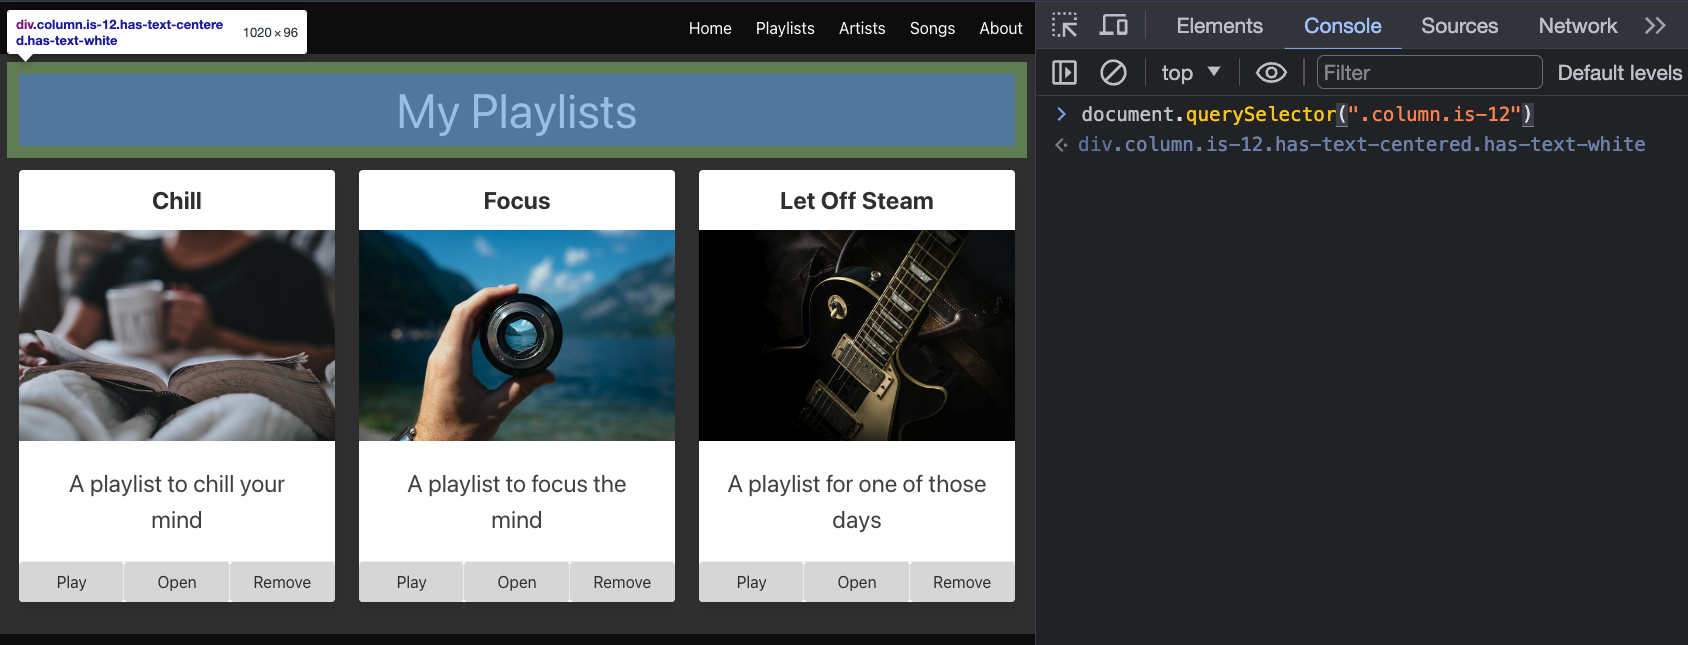 div.column.is-12.has-text-centere
d.has-text-white
1020 × 96
Home Playlists Artists Songs About
My Playlists
Chill
A playlist to chill your
mind
Play Open Remove
Focus
A playlist to focus the
mind
Play Open Remove
Let Off Steam
A playlist for one of those
days
Play Open Remove
Elements Console Sources Network
top Filter Default levels
document.querySelector(".column.is-12")
div.column.is-12.has-text-centered.has-text-white